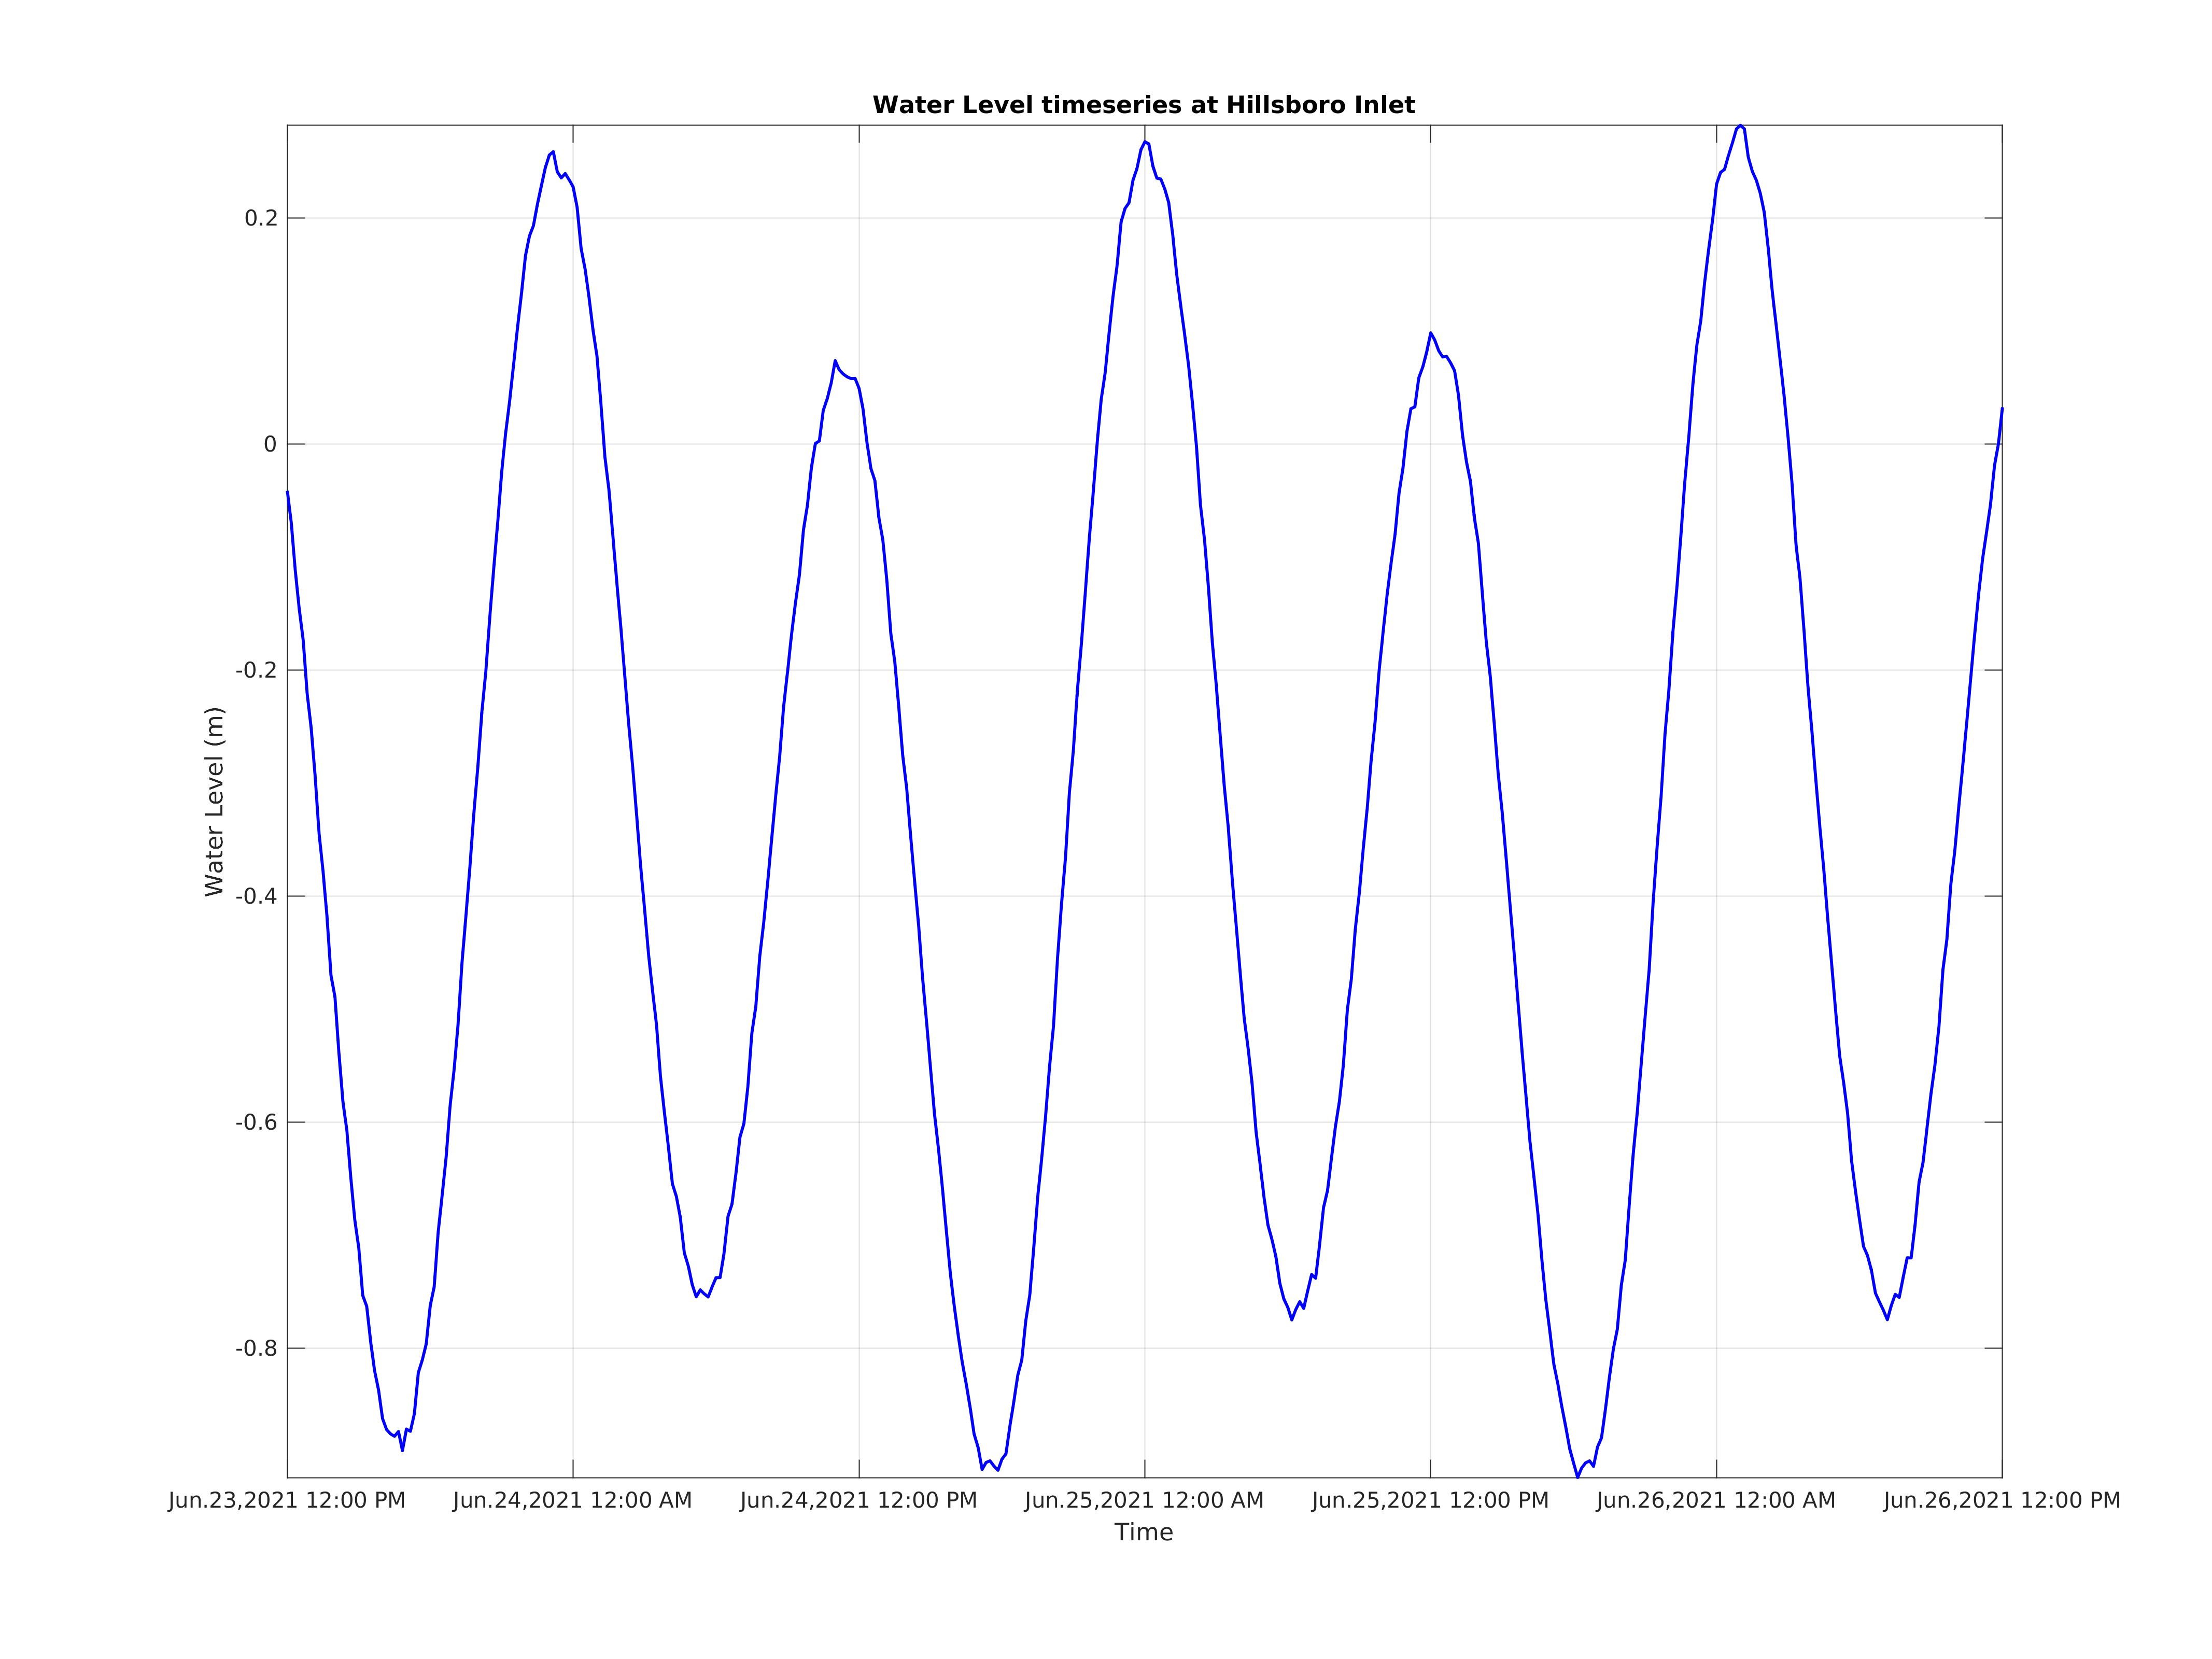 Water Level timeseries at Hillsboro Inlet
0.2
0
-0.2
-0.4
-0.6
-0.8
Water Level (m)
Jun.23,2021 12:00 PM
Jun.24,2021 12:00 AM
Jun.24,2021 12:00 PM
Jun.25,2021 12:00 AM
Jun.25,2021 12:00 PM
Jun.26,2021 12:00 AM
Jun.26,2021 12:00 PM
Time